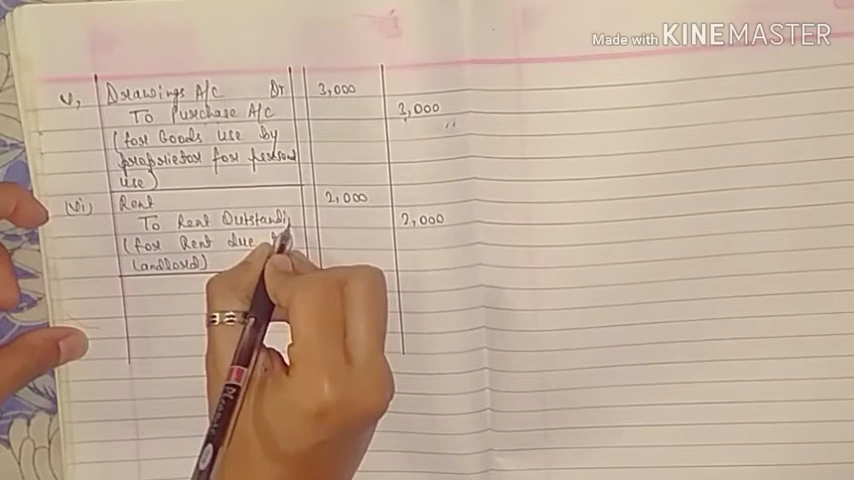 Made with KINEMASTER
v, Drawings A/c Dr 3,000
To Purchase A/c 3,000
(for Goods use by
proprietor for personal
use)
(vi) Rent 2,000
To Rent Outstandi 2,000
(for Rent due
landlord)